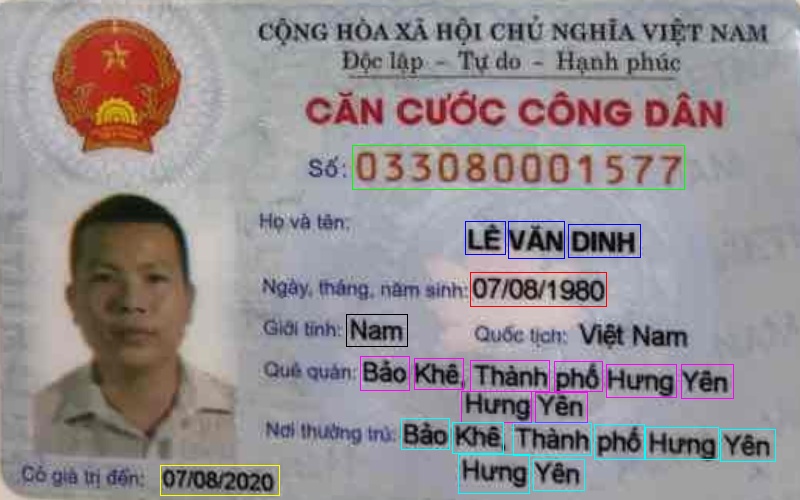 CỘNG HÒA XÃ HỘI CHỦ NGHĨA VIỆT NAM
Độc lập - Tự do - Hạnh phúc
CĂN CƯỚC CÔNG DÂN
Số: 033080001577
Họ và tên: LÊ VĂN DINH
Ngày, tháng, năm sinh: 07/08/1980
Giới tính: Nam Quốc tịch: Việt Nam
Quê quán: Bảo Khê, Thành phố Hưng Yên
Hưng Yên
Nơi thường trú: Bảo Khê, Thành phố Hưng Yên
Hưng Yên
Có giá trị đến: 07/08/2020